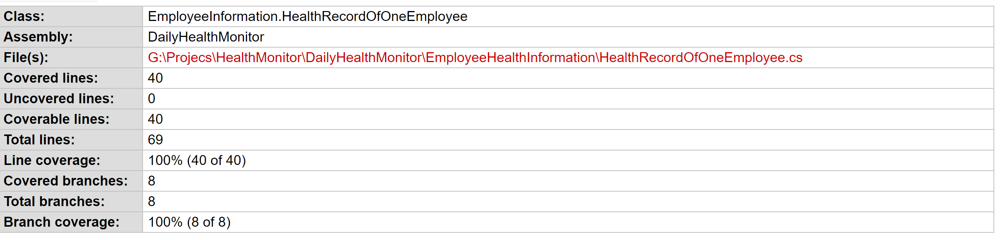 Class: EmployeeInformation.HealthRecordOfOneEmployee
Assembly: DailyHealthMonitor
File(s): G:\Projecs\HealthMonitor\DailyHealthMonitor\EmployeeHealthInformation\HealthRecordOfOneEmployee.cs
Covered lines: 40
Uncovered lines: 0
Coverable lines: 40
Total lines: 69
Line coverage: 100% (40 of 40)
Covered branches: 8
Total branches: 8
Branch coverage: 100% (8 of 8)